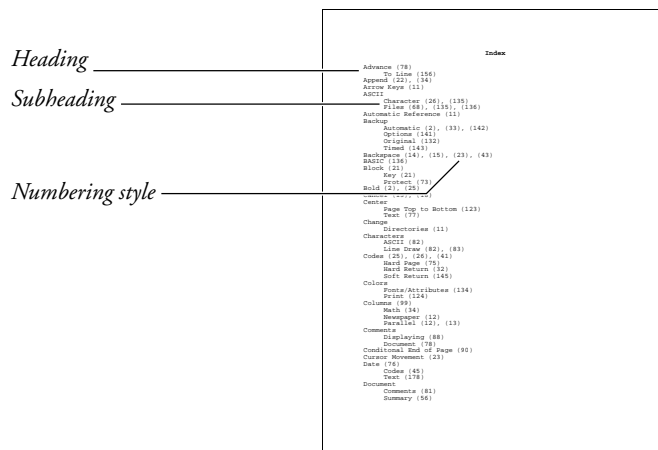 Heading
Subheading
Numbering style
Index
Advance (78)
To Line (156)
Append (22), (34)
Arrow Keys (11)
ASCII
Character (26), (135)
Files (68), (135), (136)
Automatic Reference (11)
Backup
Automatic (2), (33), (142)
Options (141)
Original (132)
Timed (143)
Backspace (14), (15), (23), (43)
BASIC (136)
Block (21)
Key (21)
Protect (73)
Bold (2), (25)
Center
Page Top to Bottom (123)
Text (77)
Change
Directories (11)
Characters
ASCII (82)
Line Draw (82), (83)
Codes (25), (26), (41)
Hard Page (75)
Hard Return (32)
Soft Return (145)
Colors
Fonts/Attributes (134)
Print (124)
Columns (99)
Math (34)
Newspaper (12)
Parallel (12), (13)
Comments
Displaying (88)
Document (78)
Conditonal End of Page (90)
Cursor Movement (23)
Date (76)
Codes (45)
Text (178)
Document
Comments (81)
Summary (56)